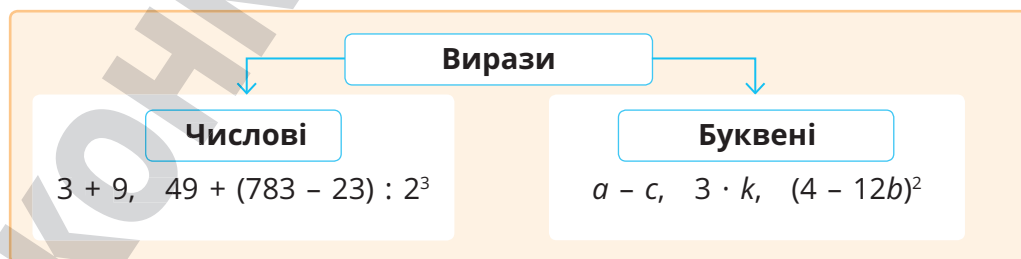 Вирази
Числові
Буквені
3 + 9, 49 + (783 – 23) : 2³
a – c, 3 · k, (4 – 12b)²